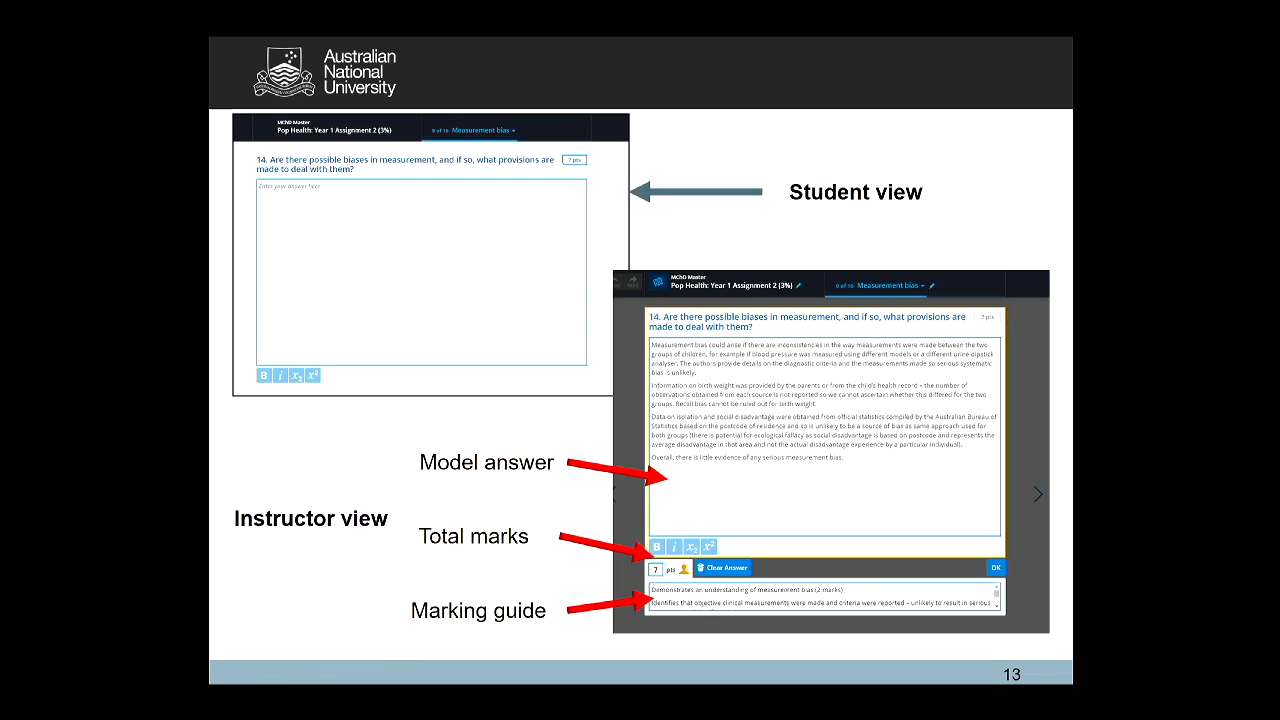 Australian
National
University
MChD Master
Pop Health: Year 1 Assignment 2 (3%)
9 of 16 Measurement bias
14. Are there possible biases in measurement, and if so, what provisions are
made to deal with them?
7 pts
Enter your answer here
B i x2 x2
Student view
MChD Master
Pop Health: Year 1 Assignment 2 (3%)
9 of 16 Measurement bias
14. Are there possible biases in measurement, and if so, what provisions are
made to deal with them?
7 pts
Measurement bias could arise if there are inconsistencies in the way measurements were made between the two
groups of children, for example if blood pressure was measured using different models or a different urine dipstick
analyser. The authors provide details on the diagnostic criteria and the measurements made so serious systematic
bias is unlikely.
Information on birth weight was provided by the parents or from the child's health record - the number of
observations obtained from each source is not reported so we cannot ascertain whether this differed for the two
groups. Recall bias cannot be ruled out for birth weight.
Data on isolation and social disadvantage were obtained from official statistics compiled by the Australian Bureau of
Statistics based on the postcode of residence and so is unlikely to be a source of bias as same approach used for
both groups (there is potential for ecological fallacy as social disadvantage is based on postcode and represents the
average disadvantage in that area and not the actual disadvantage experience by a particular individual).
Overall, there is little evidence of any serious measurement bias.
B i x2 x2
7 pts Clear Answer OK
Demonstrates an understanding of measurement bias (2 marks)
Identifies that objective clinical measurements were made and criteria were reported - unlikely to result in serious
Model answer
Instructor view
Total marks
Marking guide
13